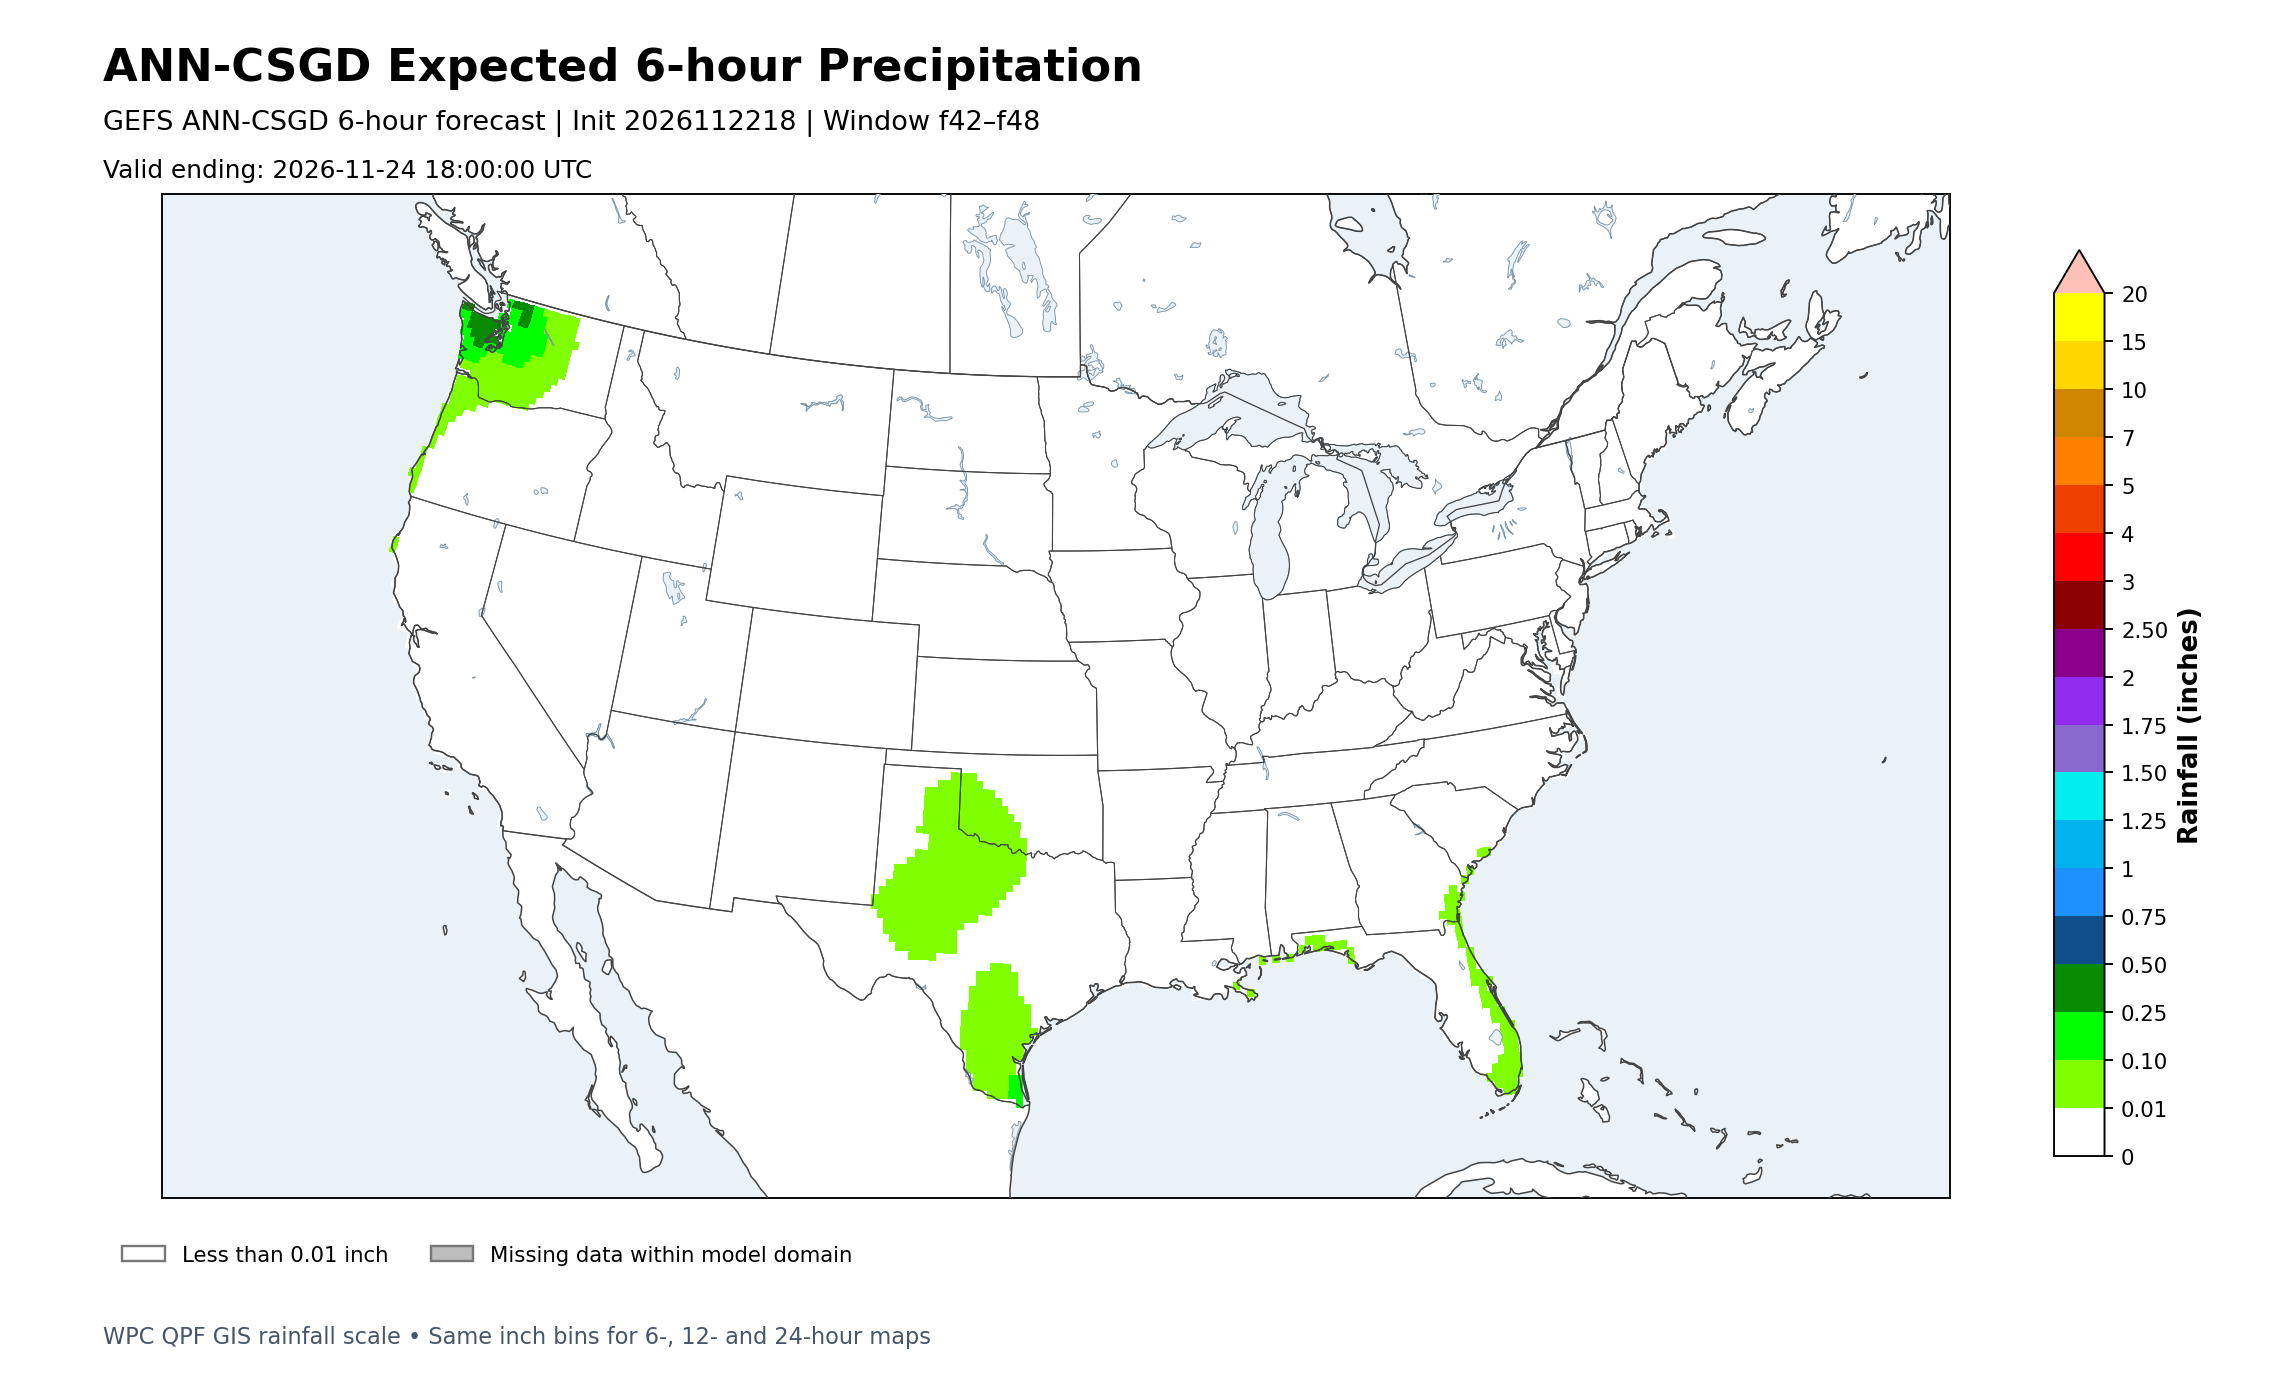 ANN-CSGD Expected 6-hour Precipitation
GEFS ANN-CSGD 6-hour forecast | Init 2026112218 | Window f42–f48
Valid ending: 2026-11-24 18:00:00 UTC
20
15
10
7
5
4
3
2.50
2
1.75
1.50
1.25
1
0.75
0.50
0.25
0.10
0.01
0
Rainfall (inches)
Less than 0.01 inch
Missing data within model domain
WPC QPF GIS rainfall scale • Same inch bins for 6-, 12- and 24-hour maps